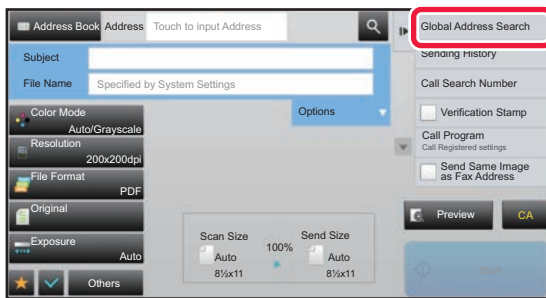 Address Book Address Touch to input Address
Subject
File Name Specified by System Settings
Options
Color Mode
Auto/Grayscale
Resolution
200x200dpi
File Format
PDF
Original
Exposure
Auto
Others
Scan Size
Auto
8½x11
100%
Send Size
Auto
8½x11
Global Address Search
Sending History
Call Search Number
Verification Stamp
Call Program
Call Registered settings
Send Same Image
as Fax Address
Preview
CA
Start